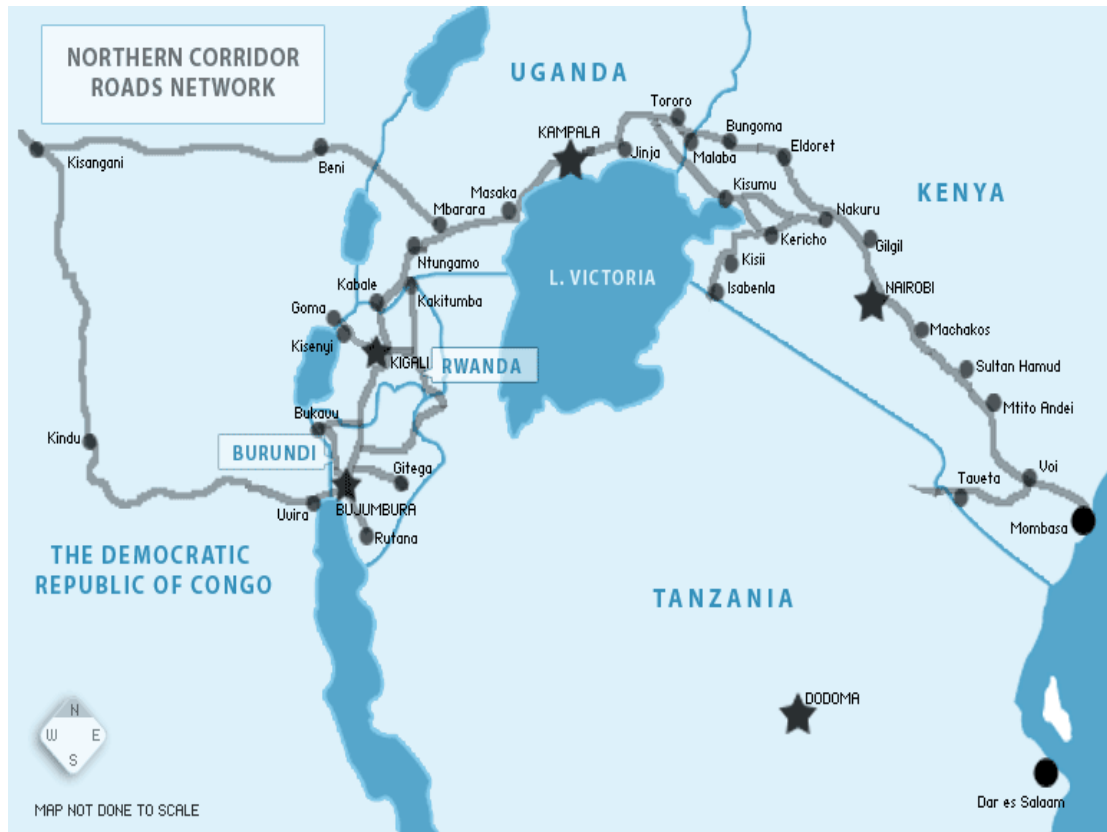 NORTHERN CORRIDOR
ROADS NETWORK
UGANDA
Tororo
KAMPALA
Bungoma
Jinja
Malaba
Eldoret
Kisangani
Beni
Masaka
Kisumu
KENYA
Mbarara
Nakuru
Kericho
Gilgil
Ntungamo
Kisii
L. VICTORIA
Kabale
Isabenla
NAIROBI
Kakitumba
Goma
Machakos
Kisenyi
KIGALI
RWANDA
Sultan Hamud
Mtito Andei
Bukavu
Kindu
BURUNDI
Gitega
Voi
Taveta
Uvira
BUJUMBURA
Mombasa
Rutana
THE DEMOCRATIC
REPUBLIC OF CONGO
TANZANIA
DODOMA
N
W E
S
MAP NOT DONE TO SCALE
Dar es Salaam